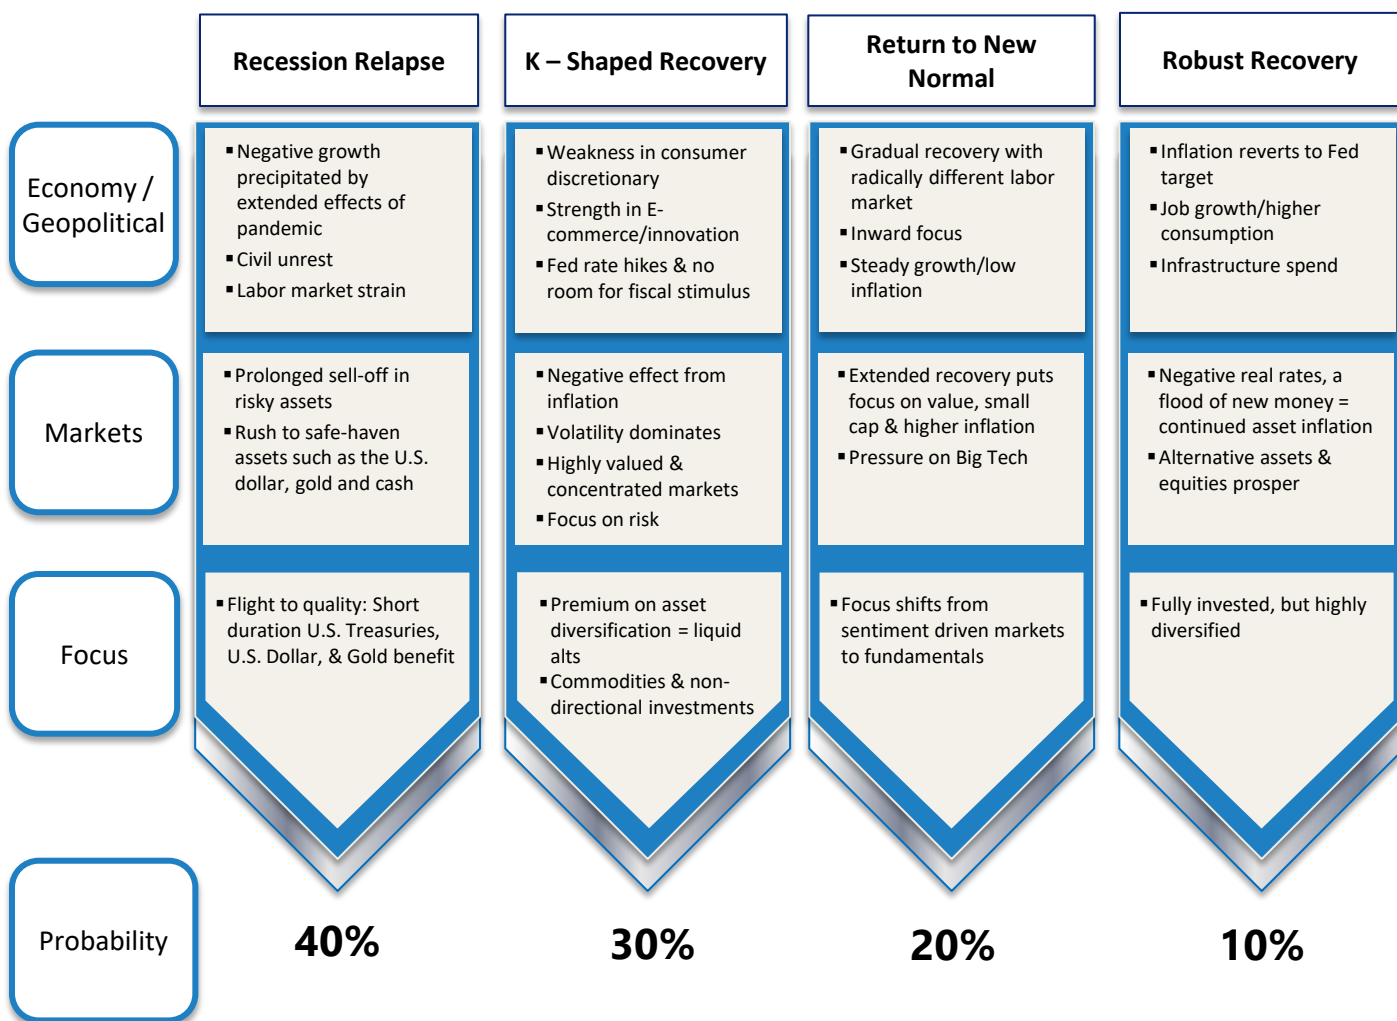 Recession Relapse
K – Shaped Recovery
Return to New
Normal
Robust Recovery
Economy /
Geopolitical
▪ Negative growth
precipitated by
extended effects of
pandemic
▪ Civil unrest
▪ Labor market strain
▪ Weakness in consumer
discretionary
▪ Strength in E-
commerce/innovation
▪ Fed rate hikes & no
room for fiscal stimulus
▪ Gradual recovery with
radically different labor
market
▪ Inward focus
▪ Steady growth/low
inflation
▪ Inflation reverts to Fed
target
▪ Job growth/higher
consumption
▪ Infrastructure spend
Markets
▪ Prolonged sell-off in
risky assets
▪ Rush to safe-haven
assets such as the U.S.
dollar, gold and cash
▪ Negative effect from
inflation
▪ Volatility dominates
▪ Highly valued &
concentrated markets
▪ Focus on risk
▪ Extended recovery puts
focus on value, small
cap & higher inflation
▪ Pressure on Big Tech
▪ Negative real rates, a
flood of new money =
continued asset inflation
▪ Alternative assets &
equities prosper
Focus
▪ Flight to quality: Short
duration U.S. Treasuries,
U.S. Dollar, & Gold benefit
▪ Premium on asset
diversification = liquid
alts
▪ Commodities & non-
directional investments
▪ Focus shifts from
sentiment driven markets
to fundamentals
▪ Fully invested, but highly
diversified
Probability
40%
30%
20%
10%